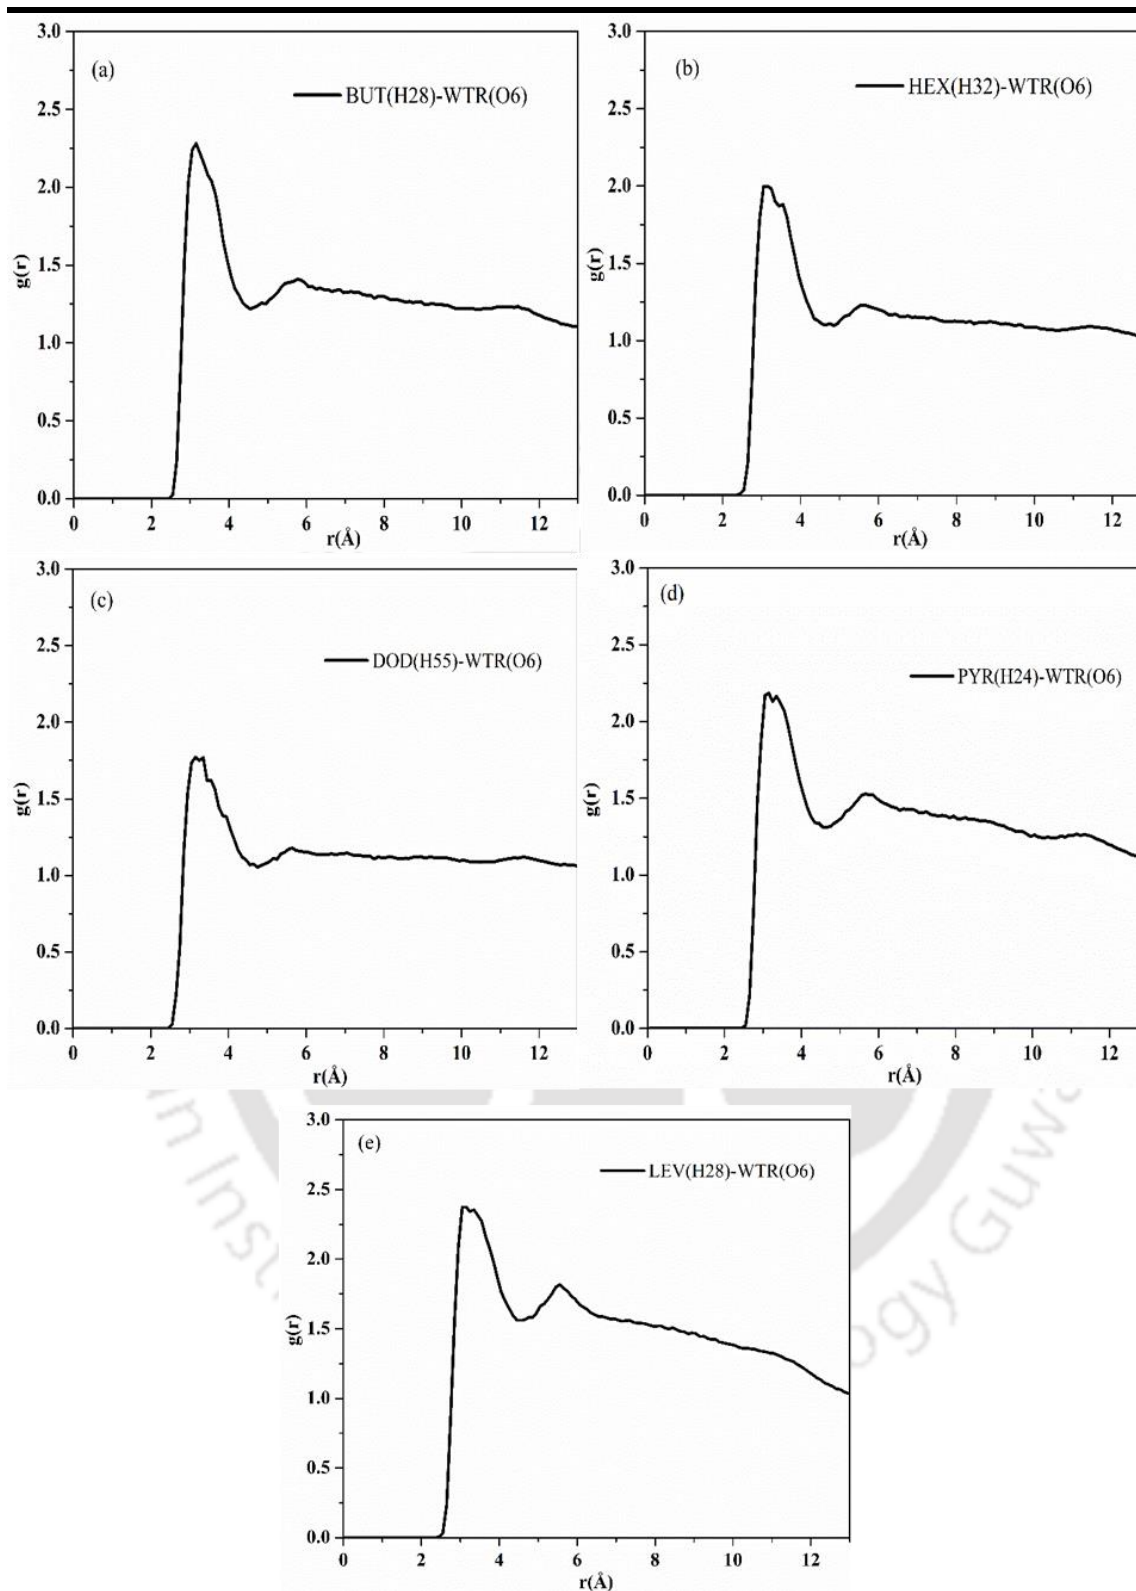 (a)
BUT(H28)-WTR(O6)
3.0
2.5
2.0
1.5
1.0
0.5
0.0
g(r)
0 2 4 6 8 10 12
r(Å)
(b)
HEX(H32)-WTR(O6)
3.0
2.5
2.0
1.5
1.0
0.5
0.0
g(r)
0 2 4 6 8 10 12
r(Å)
(c)
DOD(H55)-WTR(O6)
3.0
2.5
2.0
1.5
1.0
0.5
0.0
g(r)
0 2 4 6 8 10 12
r(Å)
(d)
PYR(H24)-WTR(O6)
3.0
2.5
2.0
1.5
1.0
0.5
0.0
g(r)
0 2 4 6 8 10 12
r(Å)
(e)
LEV(H28)-WTR(O6)
3.0
2.5
2.0
1.5
1.0
0.5
0.0
g(r)
0 2 4 6 8 10 12
r(Å)